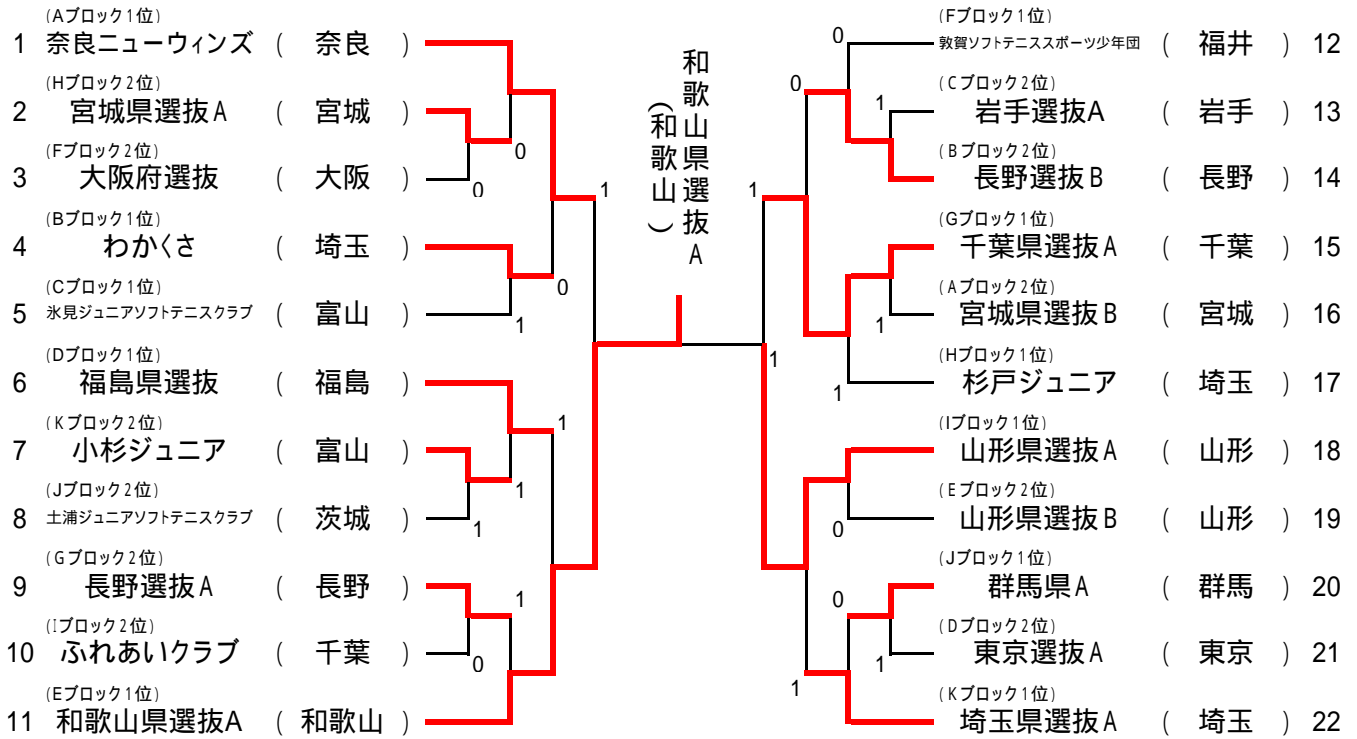 (Aブロック1位)
1 奈良ニューウィンズ ( 奈良 )
(Hブロック2位)
2 宮城県選抜A ( 宮城 )
0
(Fブロック2位)
3 大阪府選抜 ( 大阪 )
0
1
(Bブロック1位)
4 わかくさ ( 埼玉 )
0
(Cブロック1位)
5 氷見ジュニアソフトテニスクラブ ( 富山 )
1
(Dブロック1位)
6 福島県選抜 ( 福島 )
1
(Kブロック2位)
7 小杉ジュニア ( 富山 )
1
(Jブロック2位)
8 土浦ジュニアソフトテニスクラブ ( 茨城 )
1
(Gブロック2位)
9 長野選抜A ( 長野 )
1
(Iブロック2位)
10 ふれあいクラブ ( 千葉 )
0
(Eブロック1位)
11 和歌山県選抜A ( 和歌山 )
和歌山県選抜A
(和歌山)
(Fブロック1位)
0
敦賀ソフトテニススポーツ少年団 ( 福井 ) 12
0
(Cブロック2位)
1
岩手選抜A ( 岩手 ) 13
(Bブロック2位)
長野選抜B ( 長野 ) 14
1
(Gブロック1位)
千葉県選抜A ( 千葉 ) 15
(Aブロック2位)
1
宮城県選抜B ( 宮城 ) 16
1
(Hブロック1位)
1
杉戸ジュニア ( 埼玉 ) 17
(Iブロック1位)
山形県選抜A ( 山形 ) 18
(Eブロック2位)
0
山形県選抜B ( 山形 ) 19
(Jブロック1位)
0
群馬県A ( 群馬 ) 20
(Dブロック2位)
1
東京選抜A ( 東京 ) 21
1
(Kブロック1位)
埼玉県選抜A ( 埼玉 ) 22